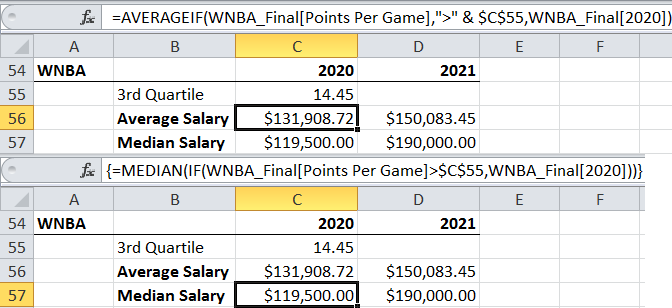 fx =AVERAGEIF(WNBA_Final[Points Per Game],">" & $C$55,WNBA_Final[2020])
A B C D E F
54 WNBA 2020 2021
55 3rd Quartile 14.45
56 Average Salary $131,908.72 $150,083.45
57 Median Salary $119,500.00 $190,000.00
fx {=MEDIAN(IF(WNBA_Final[Points Per Game]>$C$55,WNBA_Final[2020]))}
A B C D E F
54 WNBA 2020 2021
55 3rd Quartile 14.45
56 Average Salary $131,908.72 $150,083.45
57 Median Salary $119,500.00 $190,000.00